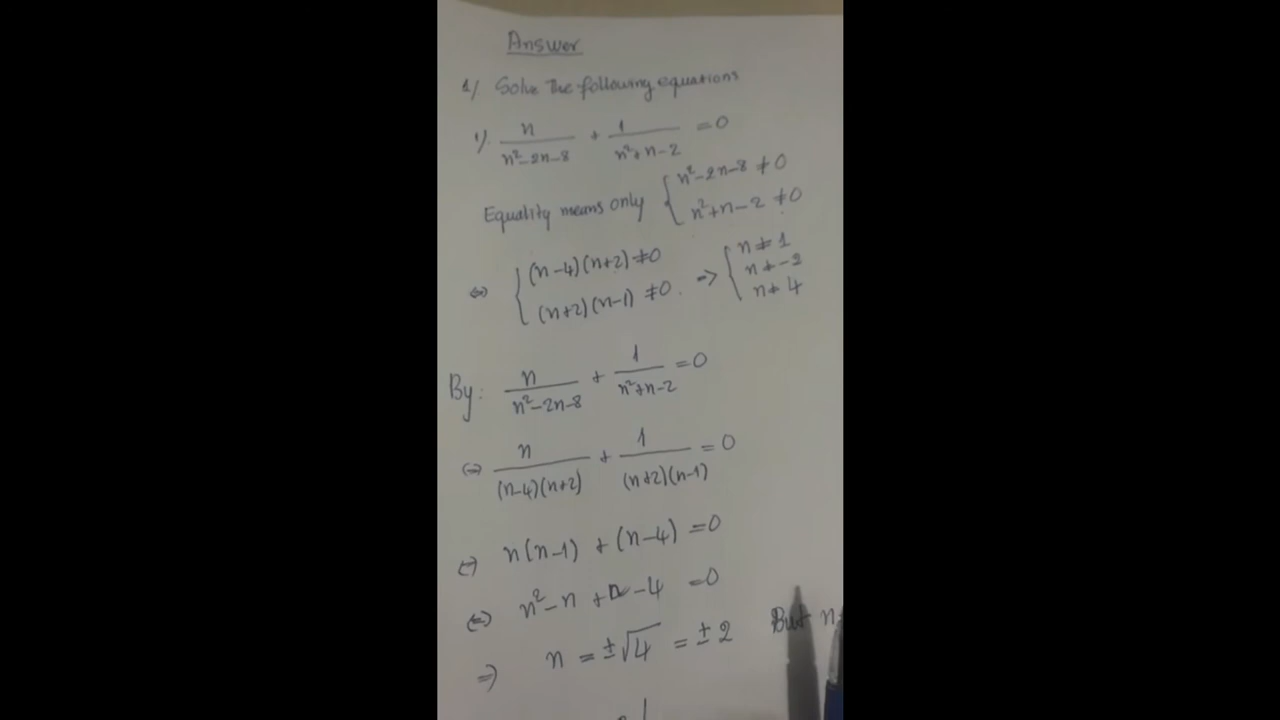 Answer
1/ Solve the following equations
1/. n/(n²-2n-8) + 1/(n²+n-2) = 0
Equality means only { n²-2n-8 ≠ 0
n²+n-2 ≠ 0
⇔ { (n-4)(n+2) ≠ 0
(n+2)(n-1) ≠ 0. => { n ≠ 1
n ≠ -2
n ≠ 4
By: n/(n²-2n-8) + 1/(n²+n-2) = 0
⇔ n/((n-4)(n+2)) + 1/((n+2)(n-1)) = 0
⇔ n(n-1) + (n-4) = 0
⇔ n²-n + n-4 = 0
=> n = ±√4 = ±2 But n